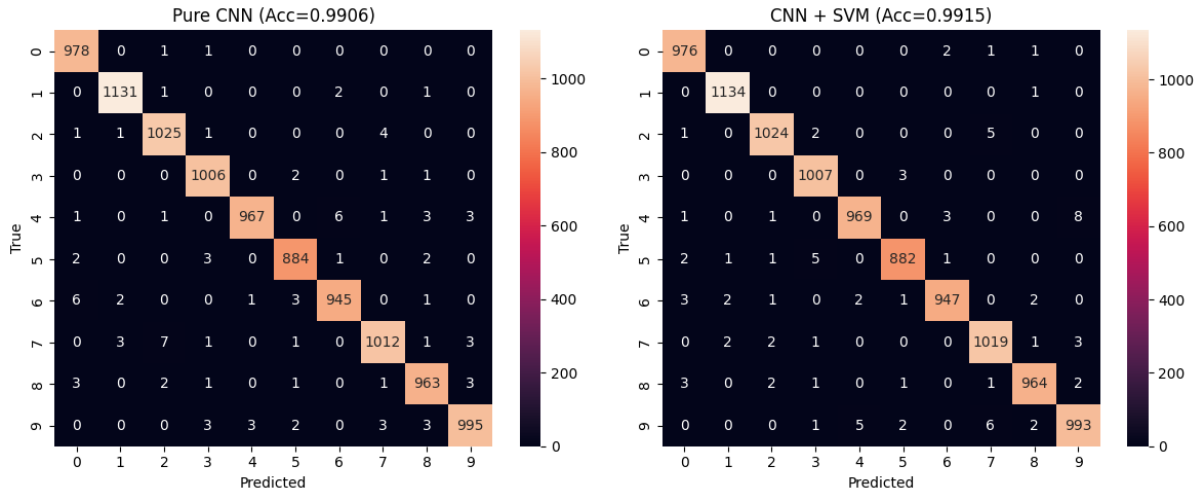 Pure CNN (Acc=0.9906)
0 978 0 1 1 0 0 0 0 0 0
1 0 1131 1 0 0 0 2 0 1 0
2 1 1 1025 1 0 0 0 4 0 0
3 0 0 0 1006 0 2 0 1 1 0
4 1 0 1 0 967 0 6 1 3 3
5 2 0 0 3 0 884 1 0 2 0
6 6 2 0 0 1 3 945 0 1 0
7 0 3 7 1 0 1 0 1012 1 3
8 3 0 2 1 0 1 0 1 963 3
9 0 0 0 3 3 2 0 3 3 995
0 1 2 3 4 5 6 7 8 9
True
Predicted
1000
800
600
400
200
0
CNN + SVM (Acc=0.9915)
0 976 0 0 0 0 0 2 1 1 0
1 0 1134 0 0 0 0 0 0 1 0
2 1 0 1024 2 0 0 0 5 0 0
3 0 0 0 1007 0 3 0 0 0 0
4 1 0 1 0 969 0 3 0 0 8
5 2 1 1 5 0 882 1 0 0 0
6 3 2 1 0 2 1 947 0 2 0
7 0 2 2 1 0 0 0 1019 1 3
8 3 0 2 1 0 1 0 1 964 2
9 0 0 0 1 5 2 0 6 2 993
0 1 2 3 4 5 6 7 8 9
True
Predicted
1000
800
600
400
200
0